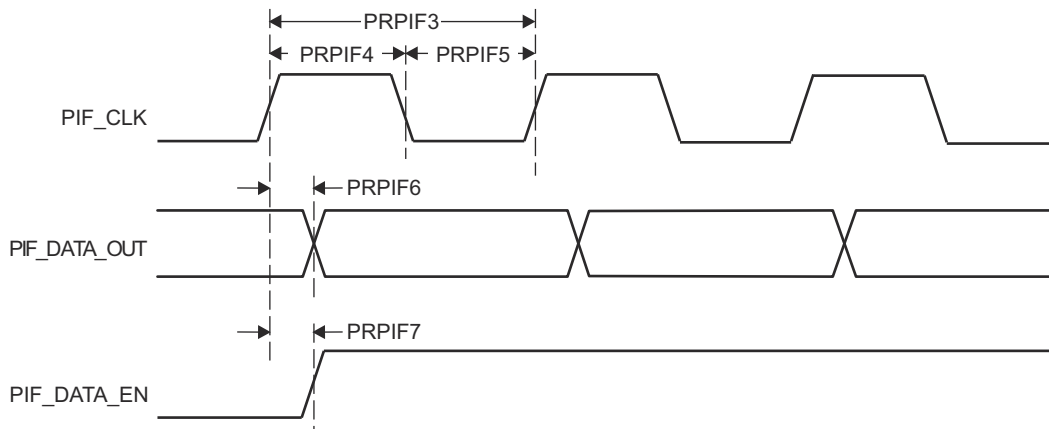 PRPIF3
PRPIF4 PRPIF5
PIF_CLK
PRPIF6
PIF_DATA_OUT
PRPIF7
PIF_DATA_EN